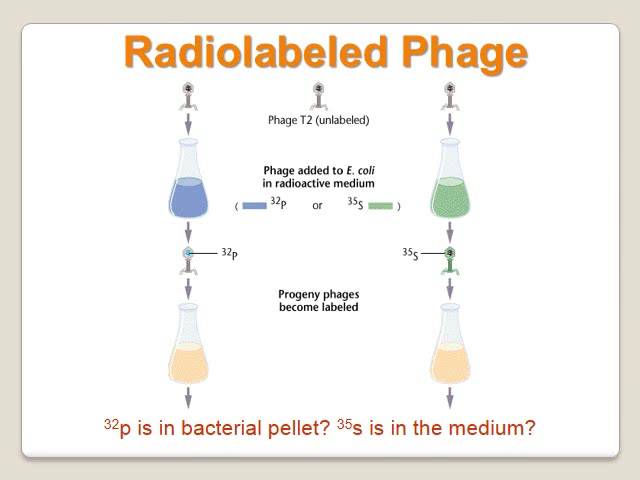 Radiolabeled Phage
Phage T2 (unlabeled)
Phage added to E. coli
in radioactive medium
( ³²P or ³⁵S )
³²P
³⁵S
Progeny phages
become labeled
³²p is in bacterial pellet? ³⁵s is in the medium?